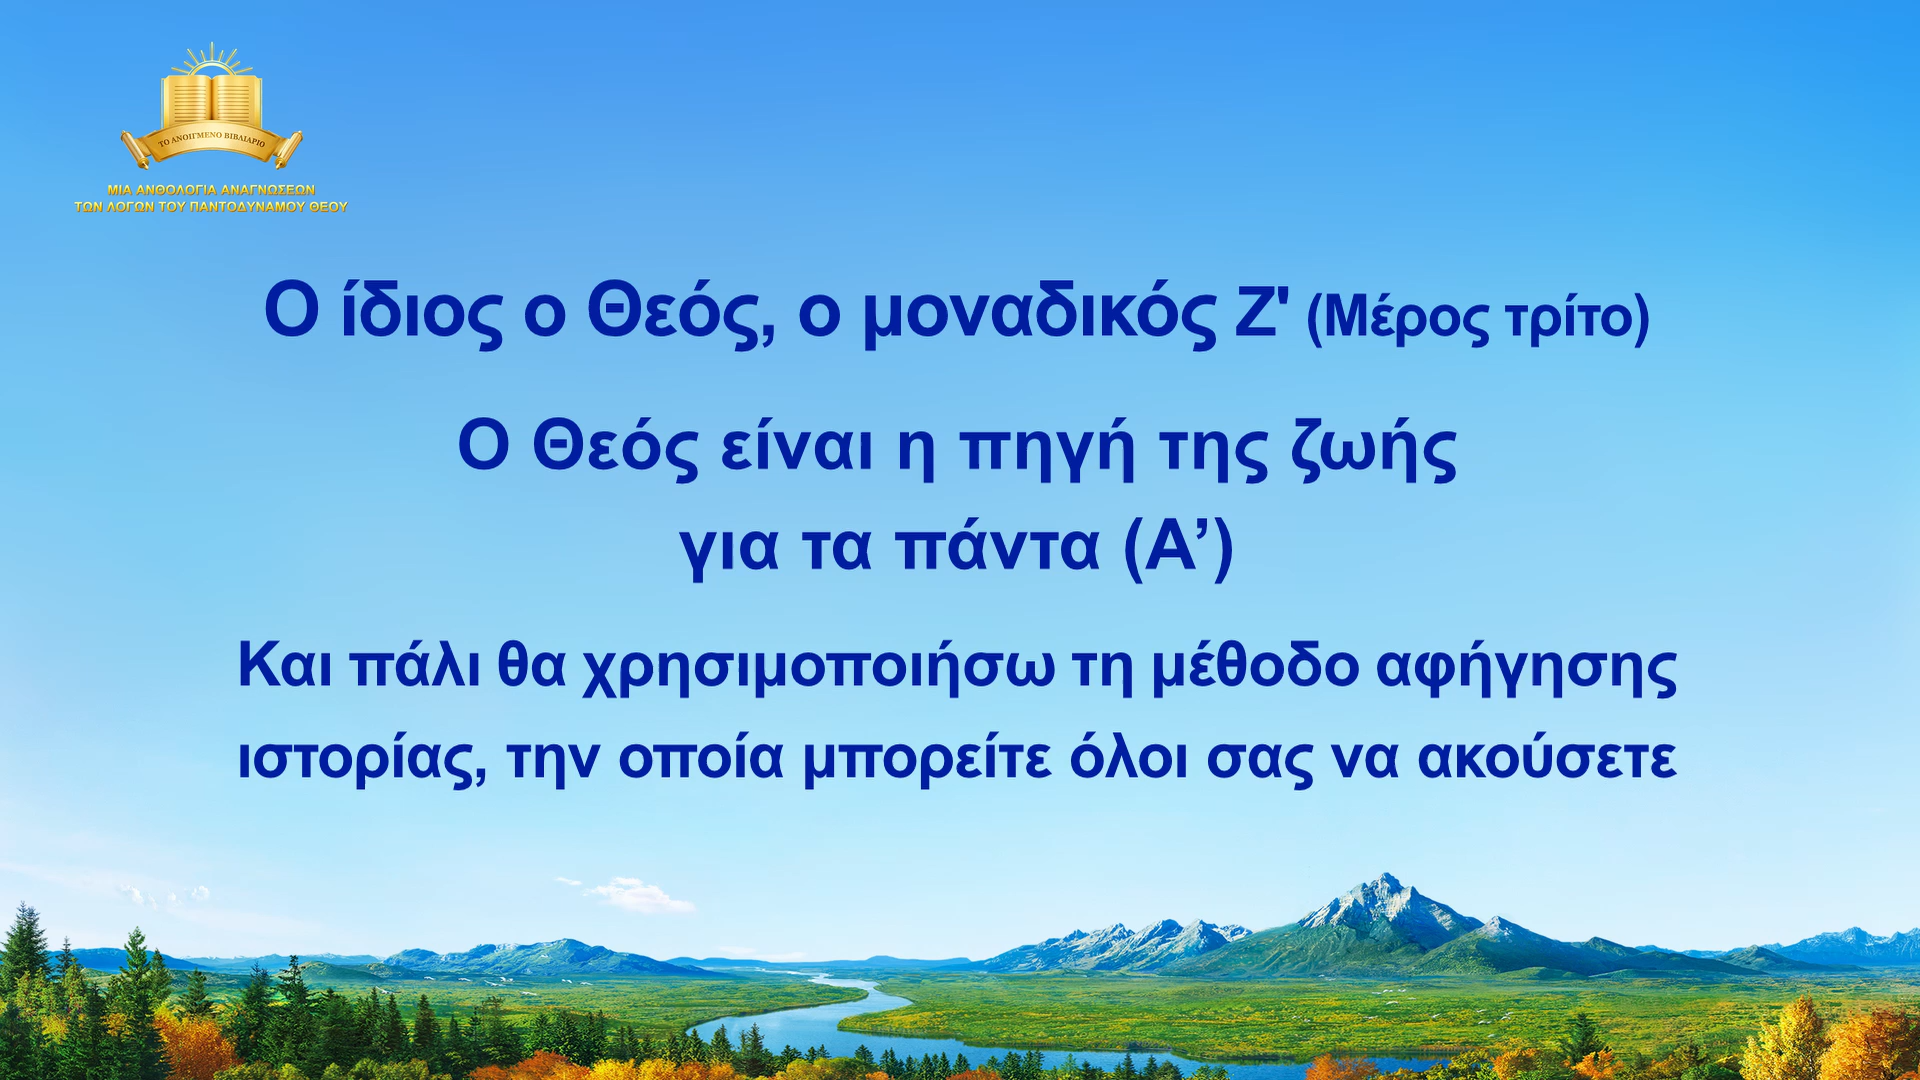 ΤΟ ΑΝΟΙΓΜΕΝΟ ΒΙΒΛΙΑΡΙΟ
ΜΙΑ ΑΝΘΟΛΟΓΙΑ ΑΝΑΓΝΩΣΕΩΝ
ΤΩΝ ΛΟΓΩΝ ΤΟΥ ΠΑΝΤΟΔΥΝΑΜΟΥ ΘΕΟΥ
Ο ίδιος ο Θεός, ο μοναδικός Ζ' (Μέρος τρίτο)
Ο Θεός είναι η πηγή της ζωής
για τα πάντα (Α’)
Και πάλι θα χρησιμοποιήσω τη μέθοδο αφήγησης
ιστορίας, την οποία μπορείτε όλοι σας να ακούσετε